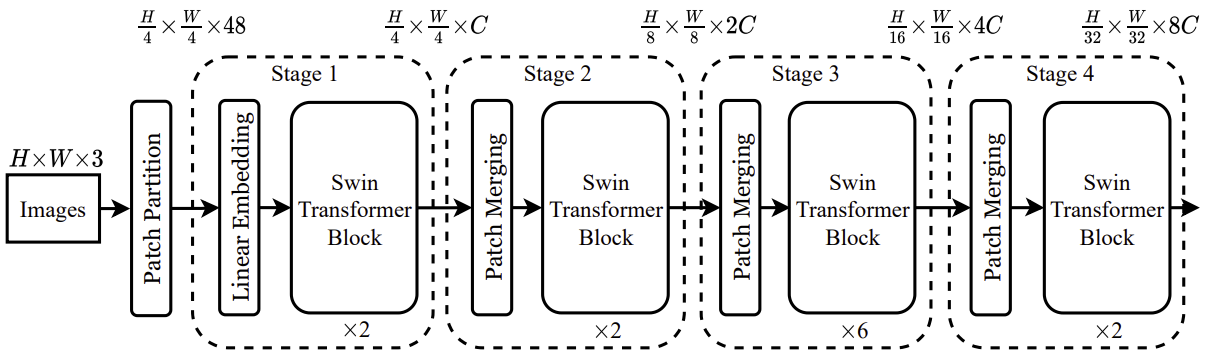 H/4 × W/4 × 48
H/4 × W/4 × C
H/8 × W/8 × 2C
H/16 × W/16 × 4C
H/32 × W/32 × 8C
Stage 1
Stage 2
Stage 3
Stage 4
H×W×3
Images
Patch Partition
Linear Embedding
Swin
Transformer
Block
×2
Patch Merging
Swin
Transformer
Block
×2
Patch Merging
Swin
Transformer
Block
×6
Patch Merging
Swin
Transformer
Block
×2